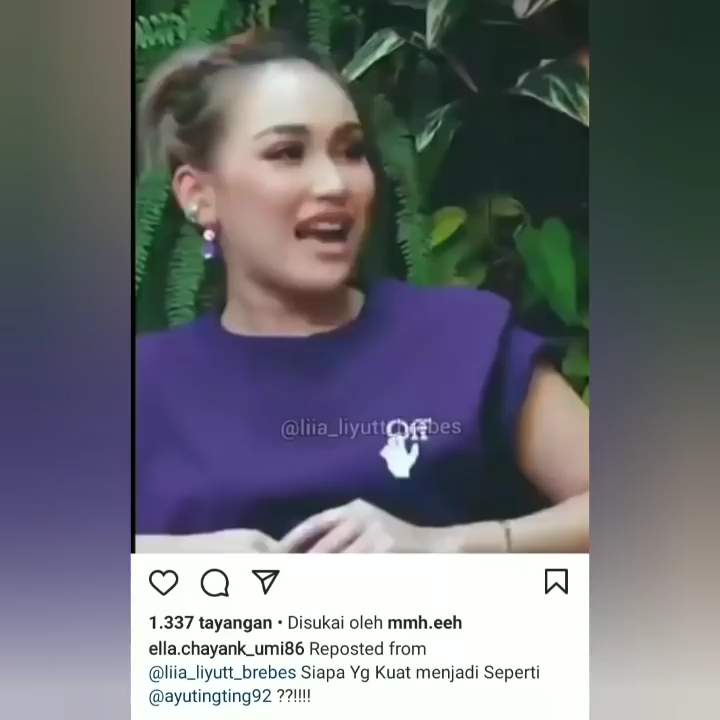 Off
@liia_liyutt_brebes
1.337 tayangan • Disukai oleh mmh.eeh
ella.chayank_umi86 Reposted from
@liia_liyutt_brebes Siapa Yg Kuat menjadi Seperti
@ayutingting92 ??!!!!